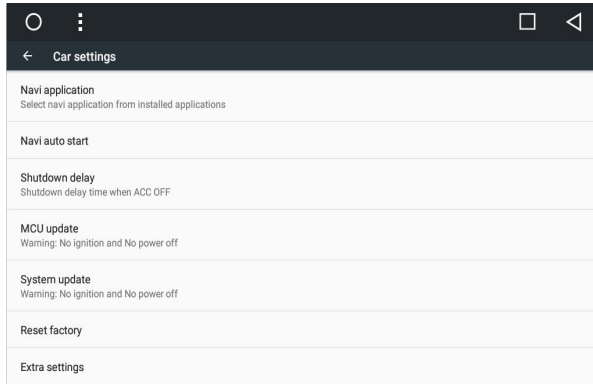 Car settings
Navi application
Select navi application from installed applications
Navi auto start
Shutdown delay
Shutdown delay time when ACC OFF
MCU update
Warning: No ignition and No power off
System update
Warning: No ignition and No power off
Reset factory
Extra settings